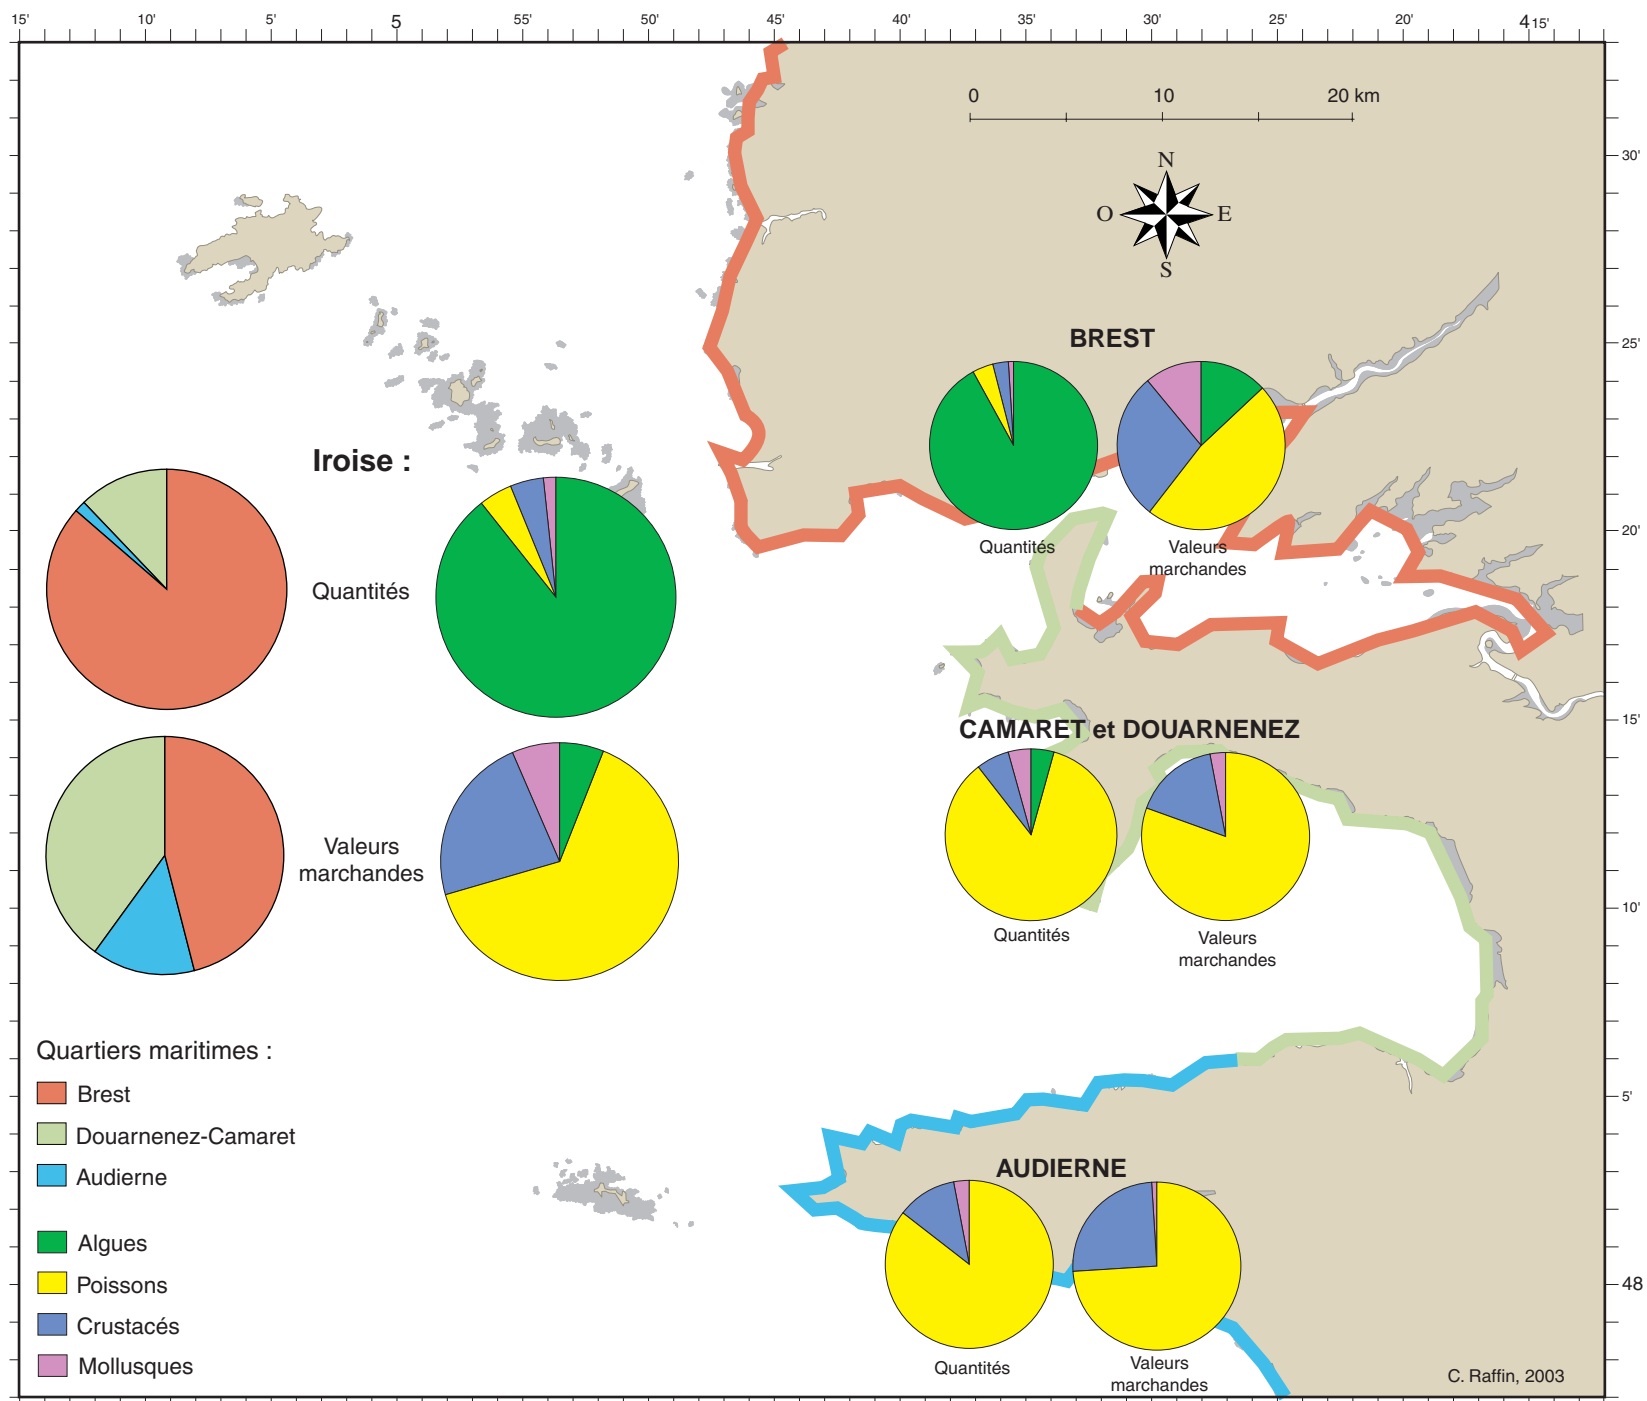 15'
10'
5'
5
55'
50'
45'
40'
35'
30'
25'
20'
4 15'
0
10
20 km
N
O
E
S
30'
25'
20'
15'
10'
5'
48
BREST
Quantités
Valeurs
marchandes
Iroise :
Quantités
Valeurs
marchandes
CAMARET et DOUARNENEZ
Quantités
Valeurs
marchandes
Quartiers maritimes :
Brest
Douarnenez-Camaret
Audierne
Algues
Poissons
Crustacés
Mollusques
AUDIERNE
Quantités
Valeurs
marchandes
C. Raffin, 2003